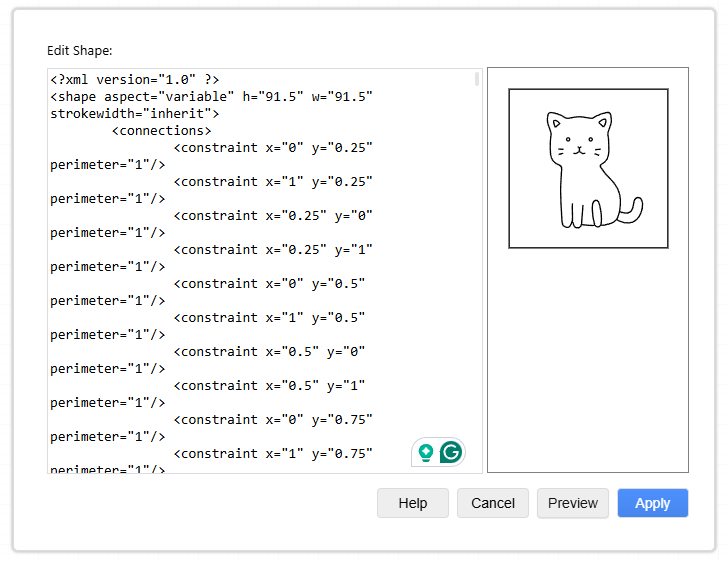 Edit Shape:
<?xml version="1.0" ?>
<shape aspect="variable" h="91.5" w="91.5"
strokewidth="inherit">
<connections>
<constraint x="0" y="0.25"
perimeter="1"/>
<constraint x="1" y="0.25"
perimeter="1"/>
<constraint x="0.25" y="0"
perimeter="1"/>
<constraint x="0.25" y="1"
perimeter="1"/>
<constraint x="0" y="0.5"
perimeter="1"/>
<constraint x="1" y="0.5"
perimeter="1"/>
<constraint x="0.5" y="0"
perimeter="1"/>
<constraint x="0.5" y="1"
perimeter="1"/>
<constraint x="0" y="0.75"
perimeter="1"/>
<constraint x="1" y="0.75"
perimeter="1"/>
Help Cancel Preview Apply